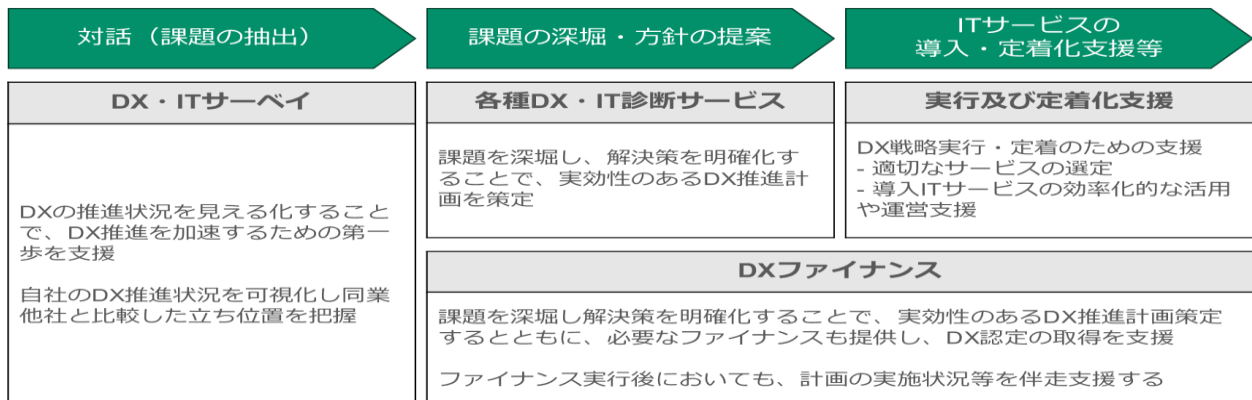 対話（課題の抽出）
課題の深堀・方針の提案
ITサービスの
導入・定着化支援等
DX・ITサーベイ
DXの推進状況を見える化すること
で、DX推進を加速するための第一
歩を支援
自社のDX推進状況を可視化し同業
他社と比較した立ち位置を把握
各種DX・IT診断サービス
課題を深堀し、解決策を明確化す
ることで、実効性のあるDX推進計
画を策定
実行及び定着化支援
DX戦略実行・定着のための支援
- 適切なサービスの選定
- 導入ITサービスの効率化的な活用
や運営支援
DXファイナンス
課題を深堀し解決策を明確化することで、実効性のあるDX推進計画策定
するとともに、必要なファイナンスも提供し、DX認定の取得を支援
ファイナンス実行後においても、計画の実施状況等を伴走支援する